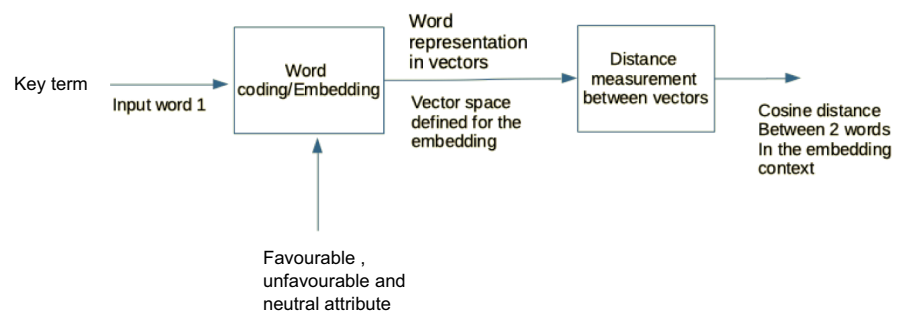 Key term
Input word 1
Word
coding/Embedding
Favourable ,
unfavourable and
neutral attribute
Word
representation
in vectors
Vector space
defined for the
embedding
Distance
measurement
between vectors
Cosine distance
Between 2 words
In the embedding
context